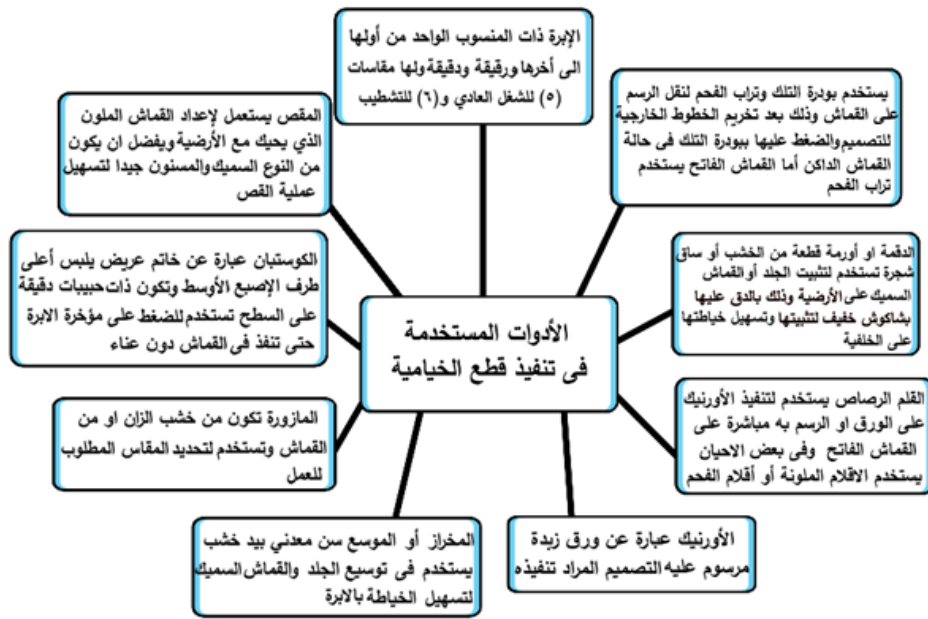 الإبرة ذات المنسوب الواحد من أولها
الى أخرها ورقيقة ودقيقة ولها مقاسات
(٥) للشغل العادي و(٦) للتشطيب
يستخدم بودرة التلك وتراب الفحم لنقل الرسم
على القماش وذلك بعد تخريم الخطوط الخارجية
للتصميم والضغط عليها ببودرة التلك فى حالة
القماش الداكن أما القماش الفاتح يستخدم
تراب الفحم
المقص يستعمل لإعداد القماش الملون
الذي يحيك مع الأرضية ويفضل ان يكون
من النوع السميك والمسنون جيدا لتسهيل
عملية القص
الدقمة او أورمة قطعة من الخشب أو ساق
شجرة تستخدم لتثبيت الجلد أو القماش
السميك على الأرضية وذلك بالدق عليها
بشاكوش خفيف لتثبيتها وتسهيل خياطتها
على الخلفية
الكوستبان عبارة عن خاتم عريض يلبس أعلى
طرف الإصبع الأوسط وتكون ذات حبيبات دقيقة
على السطح تستخدم للضغط على مؤخرة الابرة
حتى تنفذ فى القماش دون عناء
الأدوات المستخدمة
فى تنفيذ قطع الخيامية
القلم الرصاص يستخدم لتنفيذ الأورنيك
على الورق او الرسم به مباشرة على
القماش الفاتح وفى بعض الاحيان
يستخدم الاقلام الملونة أو أقلام الفحم
المازورة تكون من خشب الزان او من
القماش وتستخدم لتحديد المقاس المطلوب
للعمل
الأورنيك عبارة عن ورق زبدة
مرسوم عليه التصميم المراد تنفيذه
المخراز أو الموسع سن معدني بيد خشب
يستخدم فى توسيع الجلد والقماش السميك
لتسهيل الخياطة بالابرة